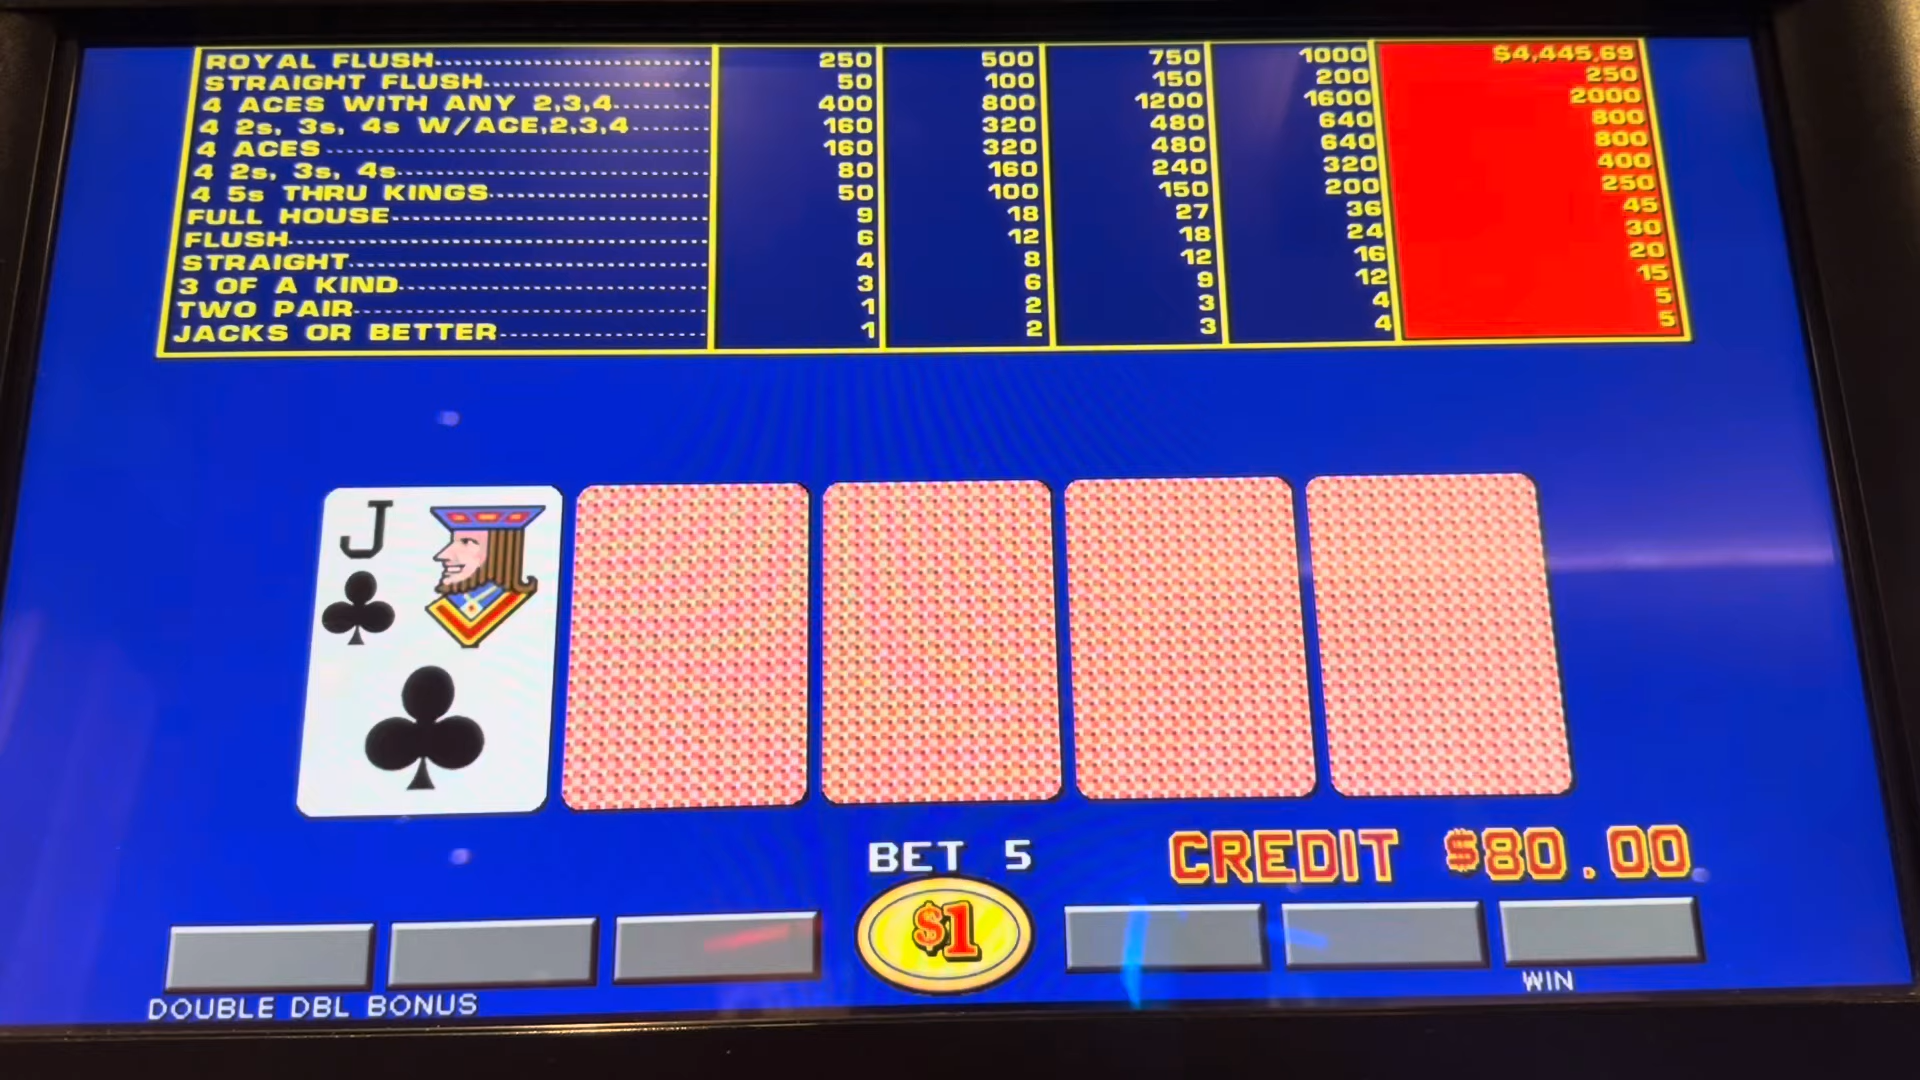 ROYAL FLUSH 250 500 750 1000 $4,445.69
STRAIGHT FLUSH 50 100 150 200 250
4 ACES WITH ANY 2,3,4 400 800 1200 1600 2000
4 2s, 3s, 4s W/ACE,2,3,4 160 320 480 640 800
4 ACES 160 320 480 640 800
4 2s, 3s, 4s 80 160 240 320 400
4 5s THRU KINGS 50 100 150 200 250
FULL HOUSE 9 18 27 36 45
FLUSH 6 12 18 24 30
STRAIGHT 4 8 12 16 20
3 OF A KIND 3 6 9 12 15
TWO PAIR 1 2 3 4 5
JACKS OR BETTER 1 2 3 4 5
J
BET 5 CREDIT $80.00
$1
WIN
DOUBLE DBL BONUS